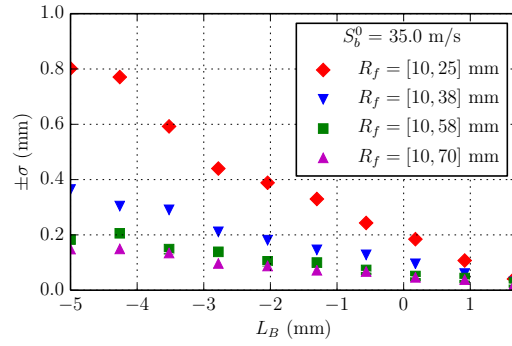 1.0
0.8
0.6
0.4
0.2
0.0
±σ (mm)
S_b^0 = 35.0 m/s
R_f = [10, 25] mm
R_f = [10, 38] mm
R_f = [10, 58] mm
R_f = [10, 70] mm
−5 −4 −3 −2 −1 0 1
L_B (mm)